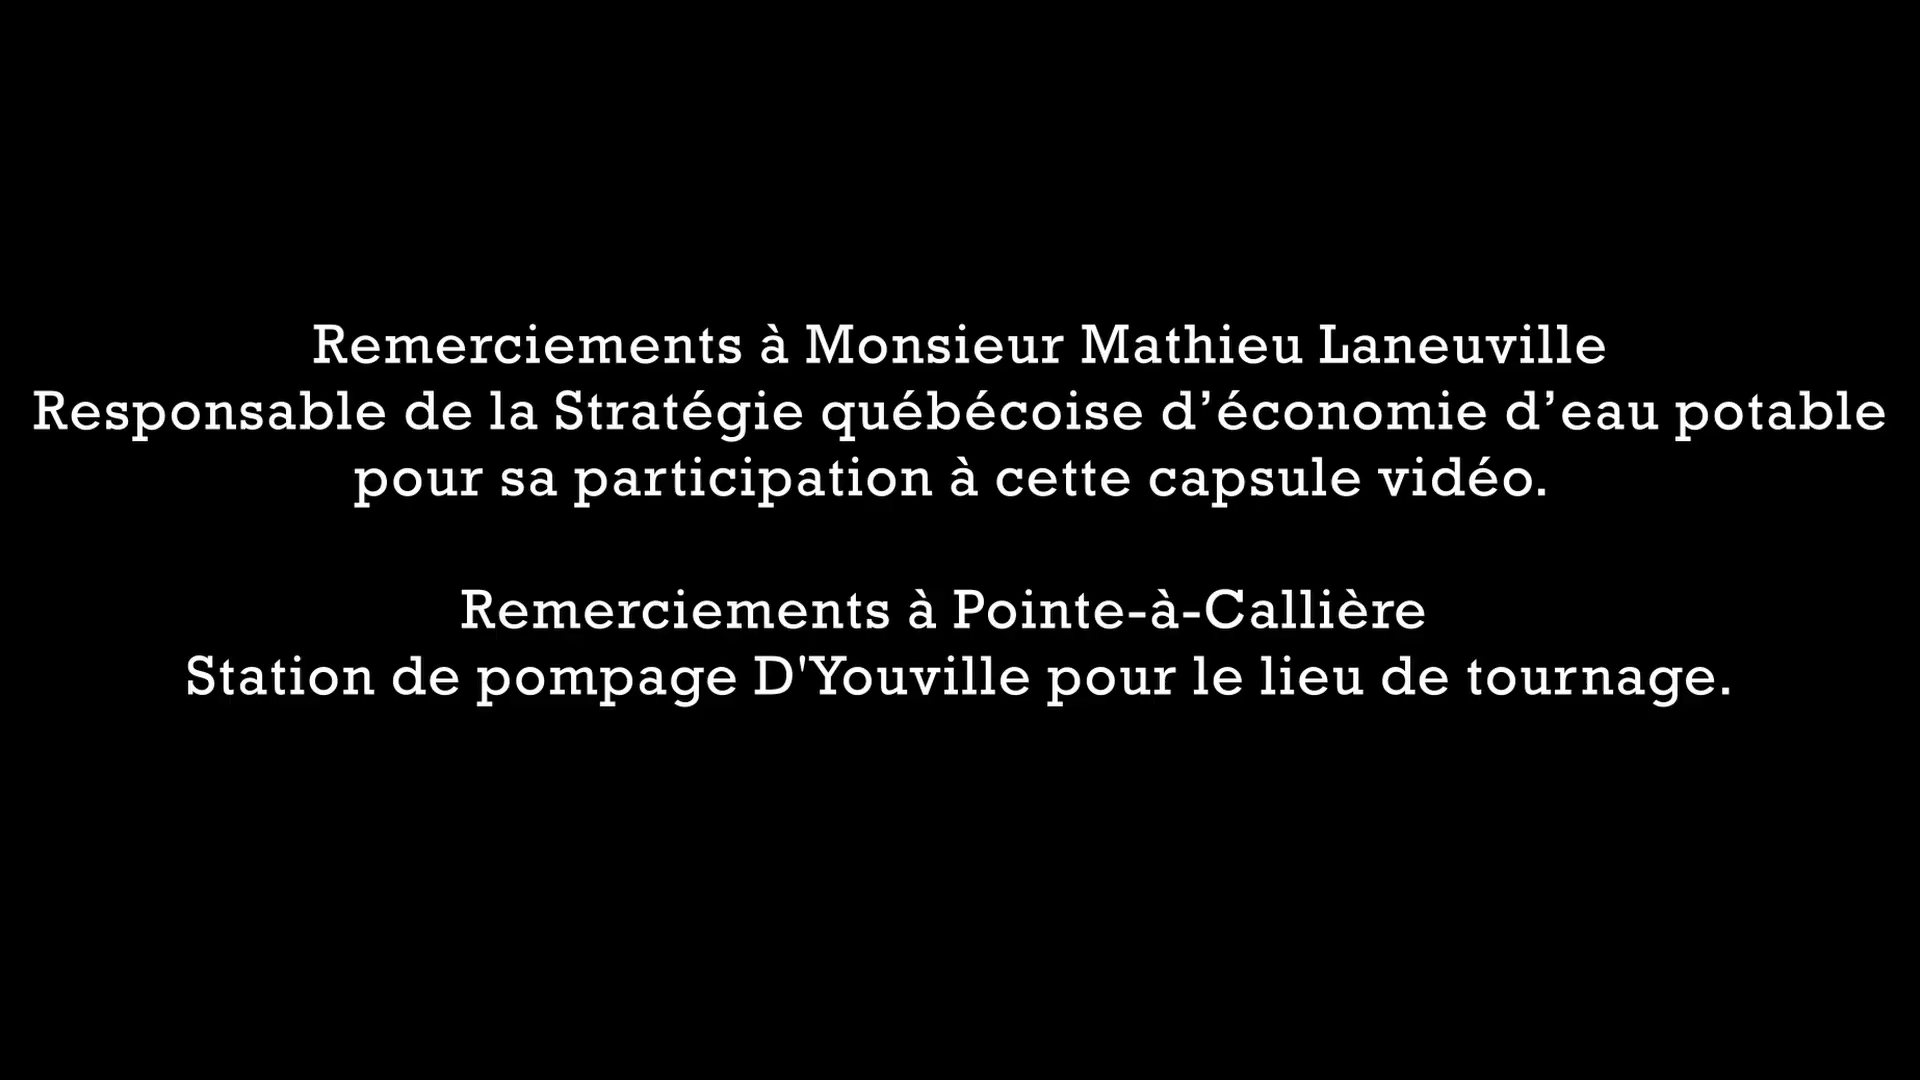 Remerciements à Monsieur Mathieu Laneuville
Responsable de la Stratégie québécoise d’économie d’eau potable
pour sa participation à cette capsule vidéo.
Remerciements à Pointe-à-Callière
Station de pompage D'Youville pour le lieu de tournage.